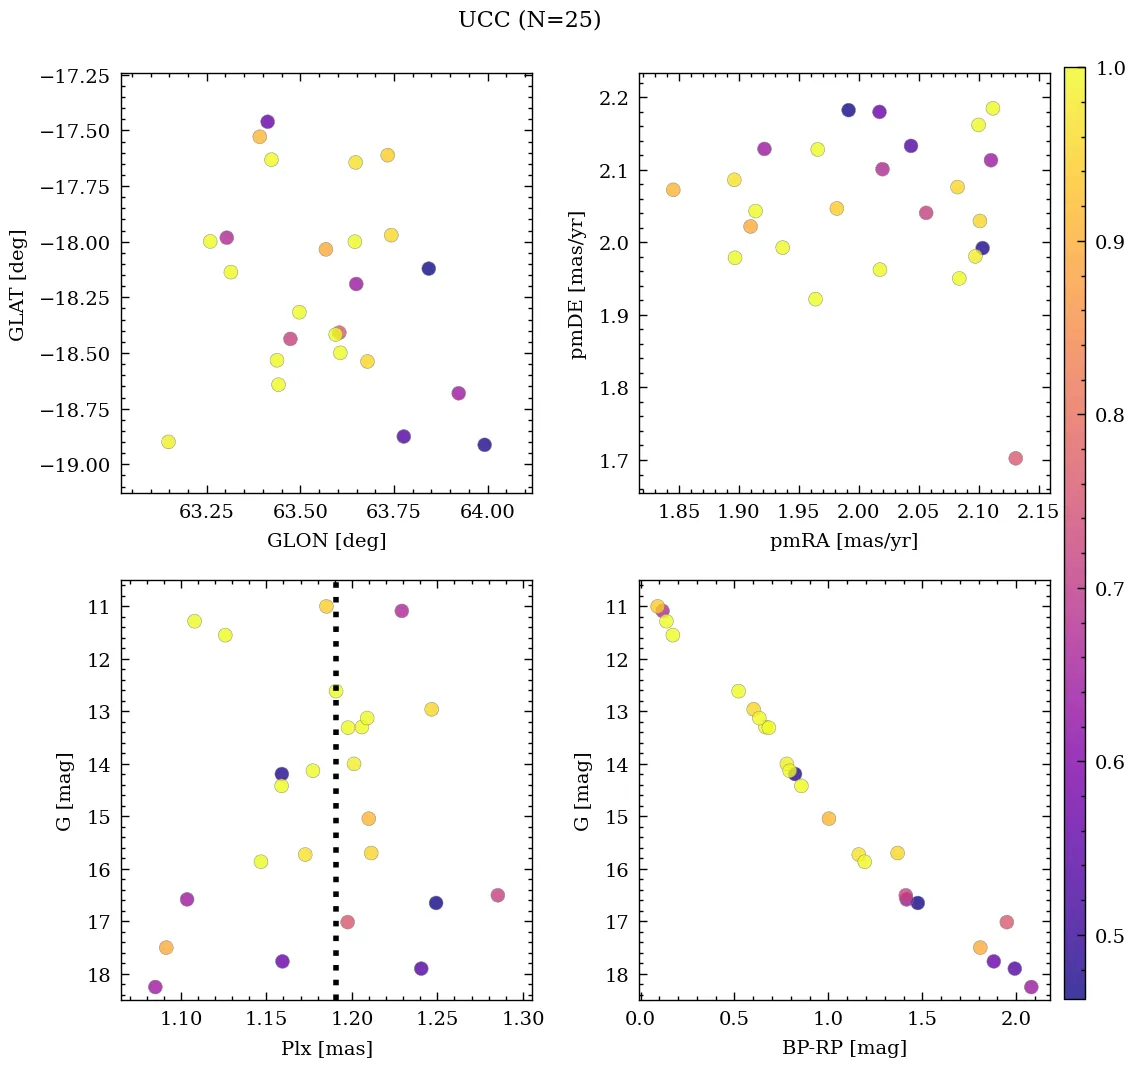 UCC (N=25)
−17.25
−17.50
−17.75
−18.00
−18.25
−18.50
−18.75
−19.00
GLAT [deg]
63.25 63.50 63.75 64.00
GLON [deg]
2.2
2.1
2.0
1.9
1.8
1.7
pmDE [mas/yr]
1.85 1.90 1.95 2.00 2.05 2.10 2.15
pmRA [mas/yr]
1.0
0.9
0.8
0.7
0.6
0.5
11
12
13
14
15
16
17
18
G [mag]
1.10 1.15 1.20 1.25 1.30
Plx [mas]
11
12
13
14
15
16
17
18
G [mag]
0.0 0.5 1.0 1.5 2.0
BP-RP [mag]